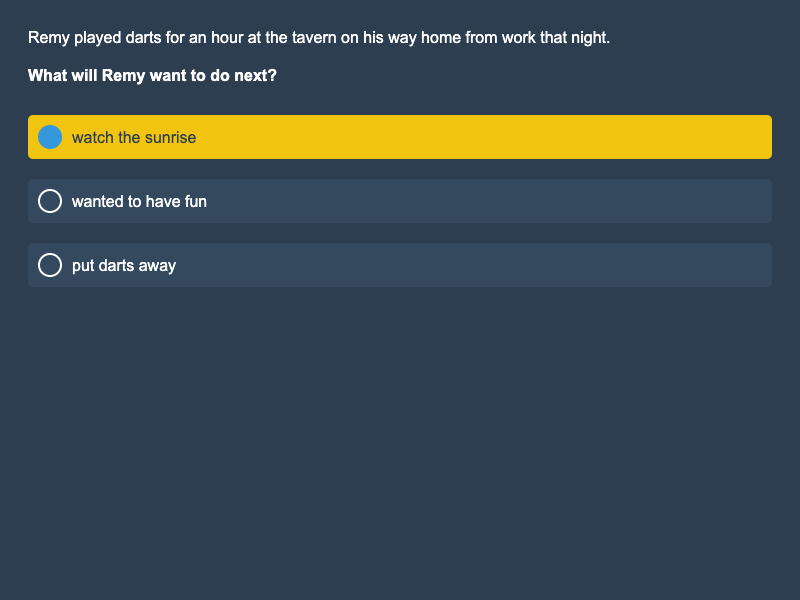 Remy played darts for an hour at the tavern on his way home from work that night.
What will Remy want to do next?
watch the sunrise
wanted to have fun
put darts away